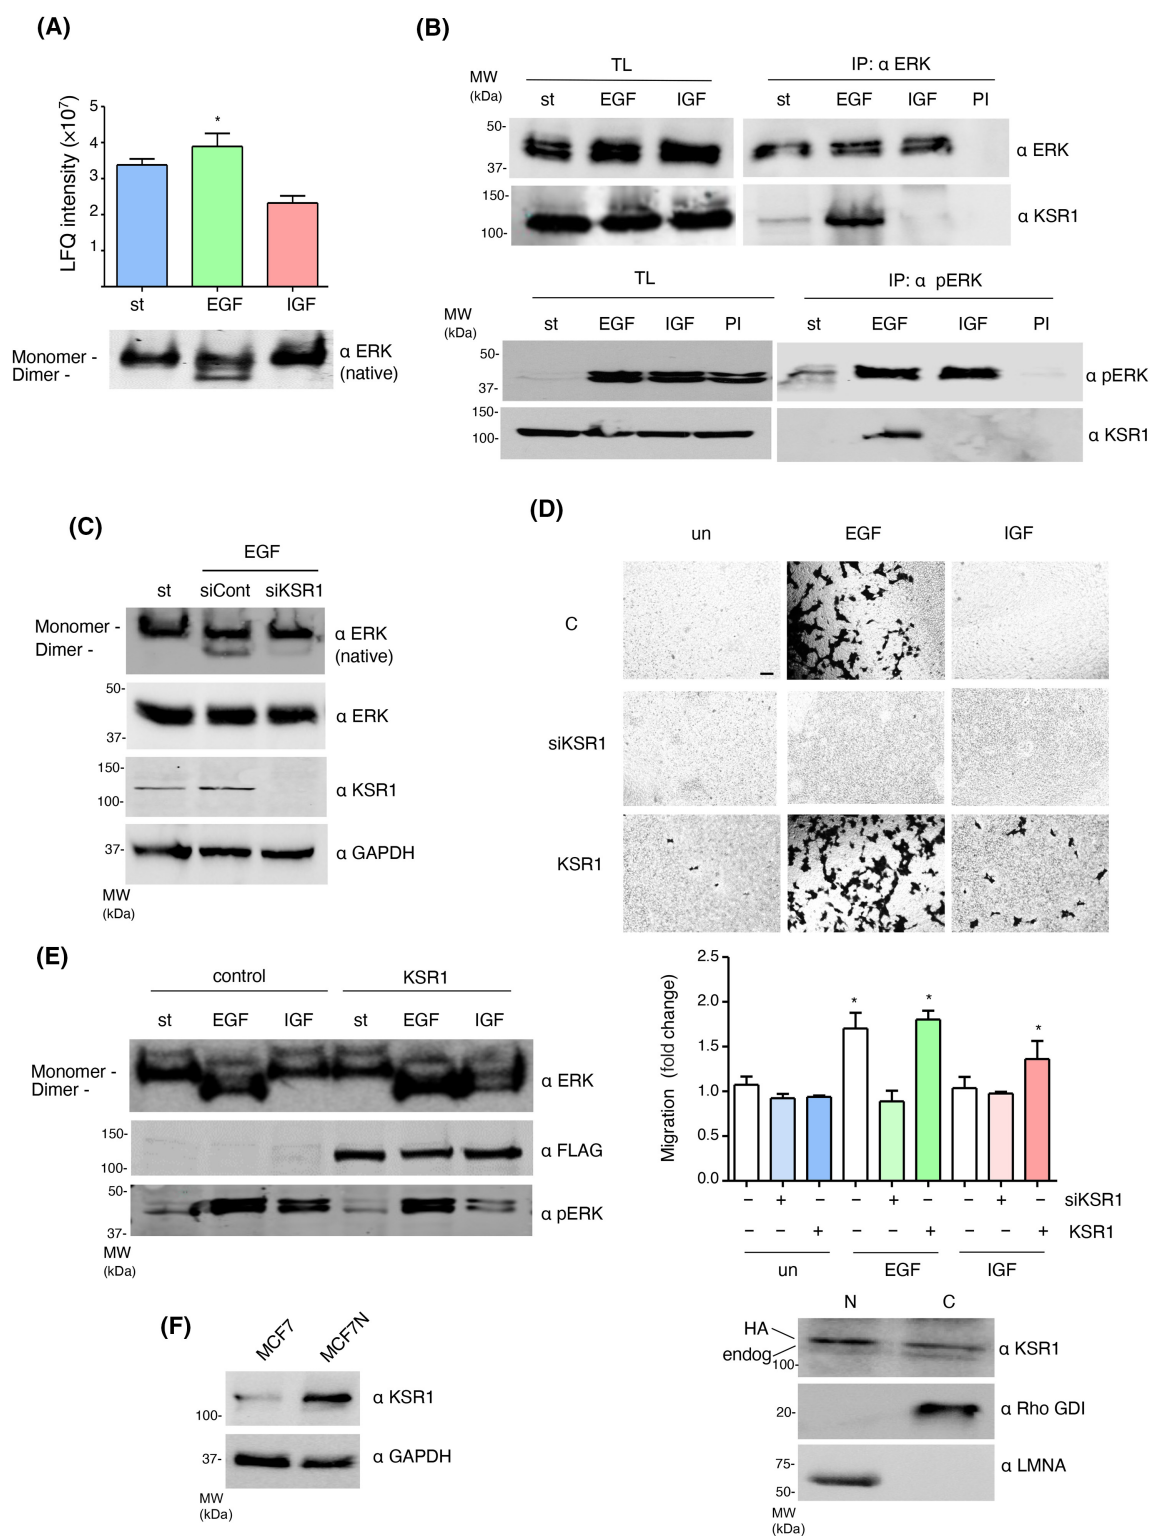 (A)
LFQ intensity (×10⁷)
5
4
3
2
1
*
st EGF IGF
Monomer -
Dimer -
α ERK
(native)
(B)
MW
(kDa)
TL
IP: α ERK
st EGF IGF
st EGF IGF PI
50-
37-
α ERK
150-
100-
α KSR1
MW
(kDa)
TL
IP: α pERK
st EGF IGF PI
st EGF IGF PI
50-
37-
α pERK
150-
100-
α KSR1
(C)
EGF
st siCont siKSR1
Monomer -
Dimer -
α ERK
(native)
50-
37-
α ERK
150-
100-
α KSR1
37-
α GAPDH
MW
(kDa)
(D)
un EGF IGF
C
siKSR1
KSR1
Migration (fold change)
2.5
2.0
1.5
1.0
0.5
0.0
* * *
– + – – + – – + – siKSR1
– – + – – + – – + KSR1
un EGF IGF
N C
HA
endog
100-
α KSR1
20-
α Rho GDI
75-
50-
α LMNA
MW
(kDa)
(E)
control KSR1
st EGF IGF st EGF IGF
Monomer -
Dimer -
α ERK
150-
100-
α FLAG
50-
37-
α pERK
MW
(kDa)
(F)
MCF7 MCF7N
100-
α KSR1
37-
α GAPDH
MW
(kDa)